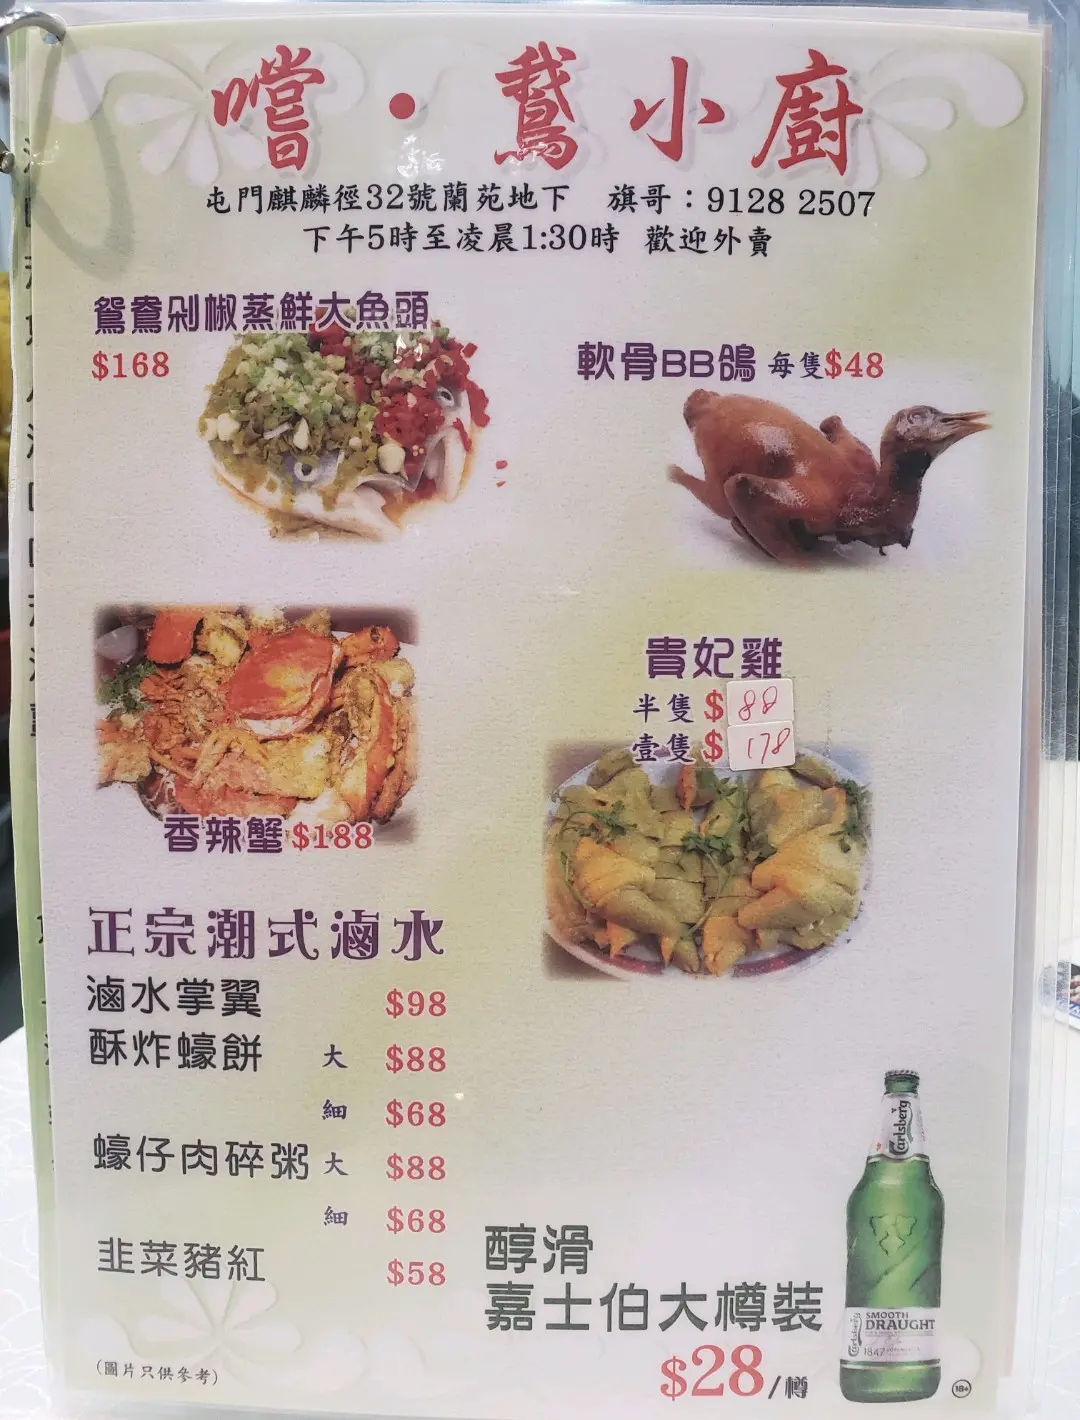 嚐·鵝小廚
屯門麒麟徑32號蘭苑地下 旗哥：9128 2507
下午5時至凌晨1:30時 歡迎外賣
鴛鴦剁椒蒸鮮大魚頭
$168
軟骨BB鴿 每隻$48
香辣蟹 $188
貴妃雞
半隻 $ 88
壹隻 $ 178
正宗潮式滷水
滷水掌翼 $98
酥炸蠔餅 大 $88
細 $68
蠔仔肉碎粥 大 $88
細 $68
韭菜豬紅 $58
醇滑
嘉士伯大樽裝
$28/樽
Carlsberg
Carlsberg
SMOOTH
DRAUGHT
1847
18+
(圖片只供參考)